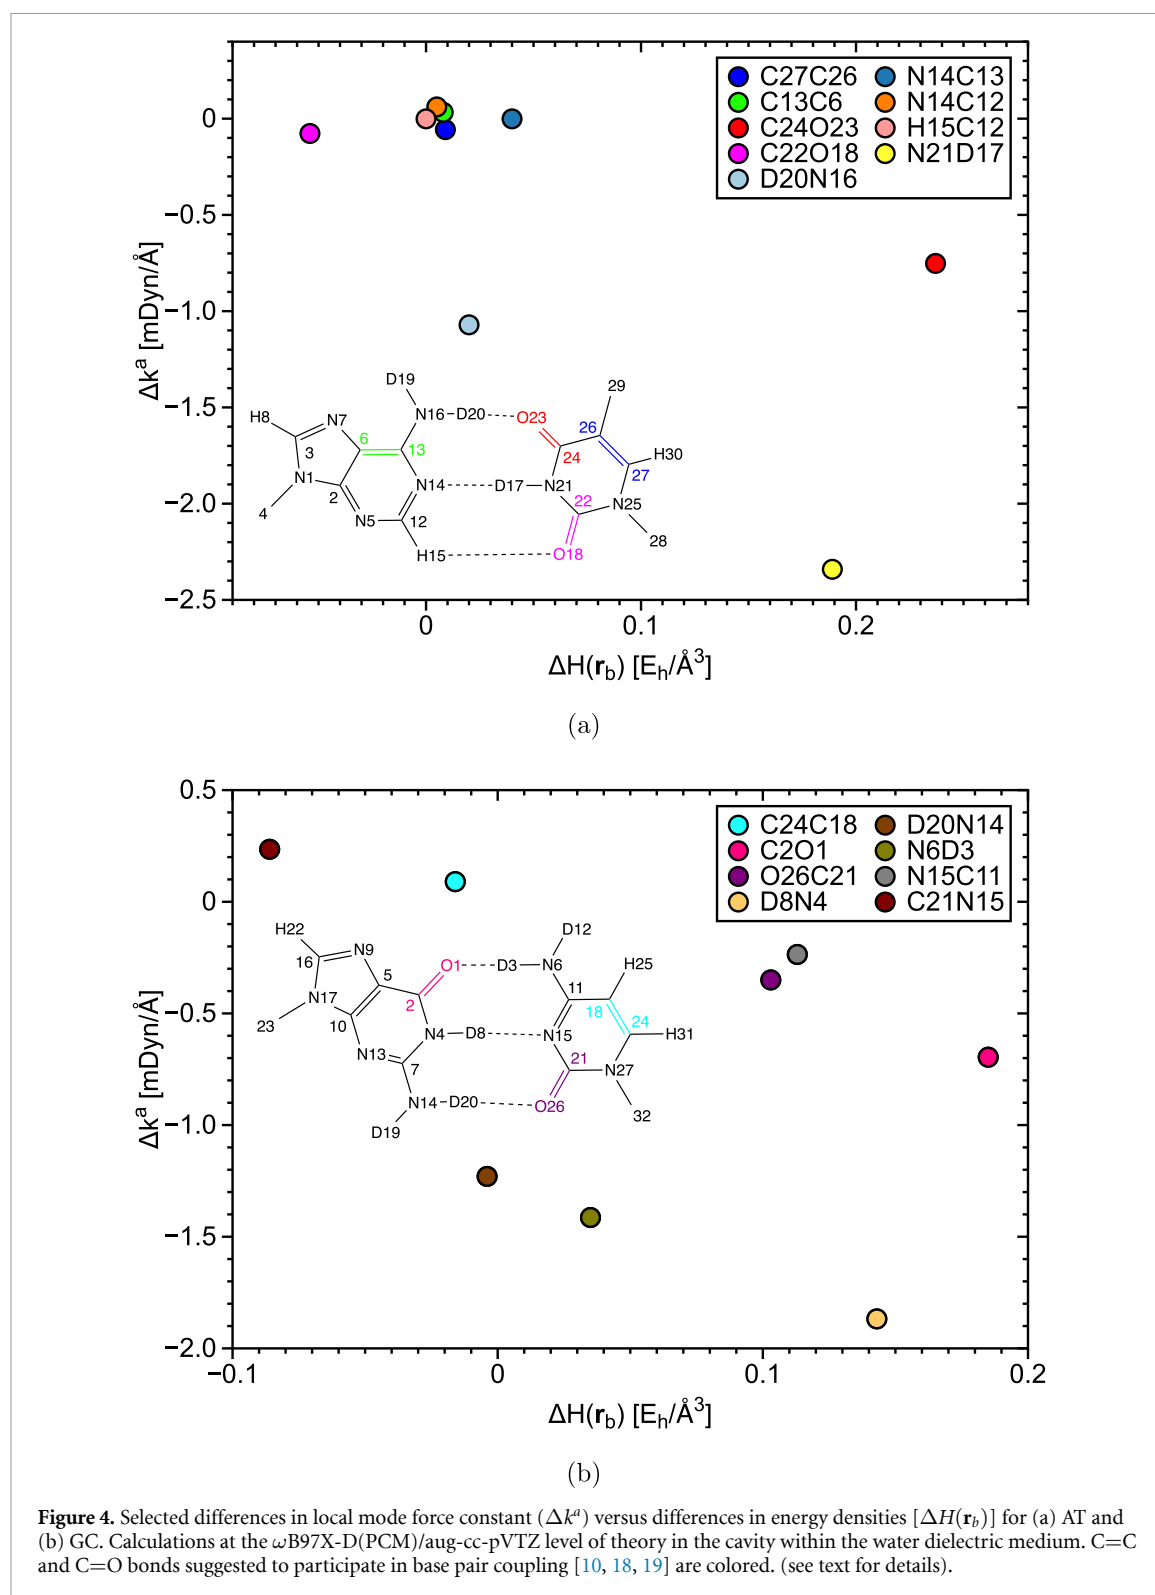 C27C26 N14C13
C13C6 N14C12
C24O23 H15C12
C22O18 N21D17
D20N16
0
−0.5
−1.0
−1.5
−2.0
−2.5
Δkᵃ [mDyn/Å]
D19
29
H8 N7 N16 D20 O23
26
6 13 24 H30
3 27
N1 N14 D17 N21
2 22 N25
4 N5 12
H15 O18 28
0 0.1 0.2
ΔH(r_b) [E_h/Å³]
(a)
0.5
0
−0.5
−1.0
−1.5
−2.0
Δkᵃ [mDyn/Å]
C24C18 D20N14
C2O1 N6D3
O26C21 N15C11
D8N4 C21N15
H22 D12
N9 O1 D3 N6 H25
16
5 11
N17 2 18 24
23 10 N4 D8 N15 H31
N13 7 21 N27
N14 D20 O26 32
D19
−0.1 0 0.1 0.2
ΔH(r_b) [E_h/Å³]
(b)
Figure 4. Selected differences in local mode force constant (Δkᵃ) versus differences in energy densities [ΔH(r_b)] for (a) AT and
(b) GC. Calculations at the ωB97X-D(PCM)/aug-cc-pVTZ level of theory in the cavity within the water dielectric medium. C=C
and C=O bonds suggested to participate in base pair coupling [10, 18, 19] are colored. (see text for details).